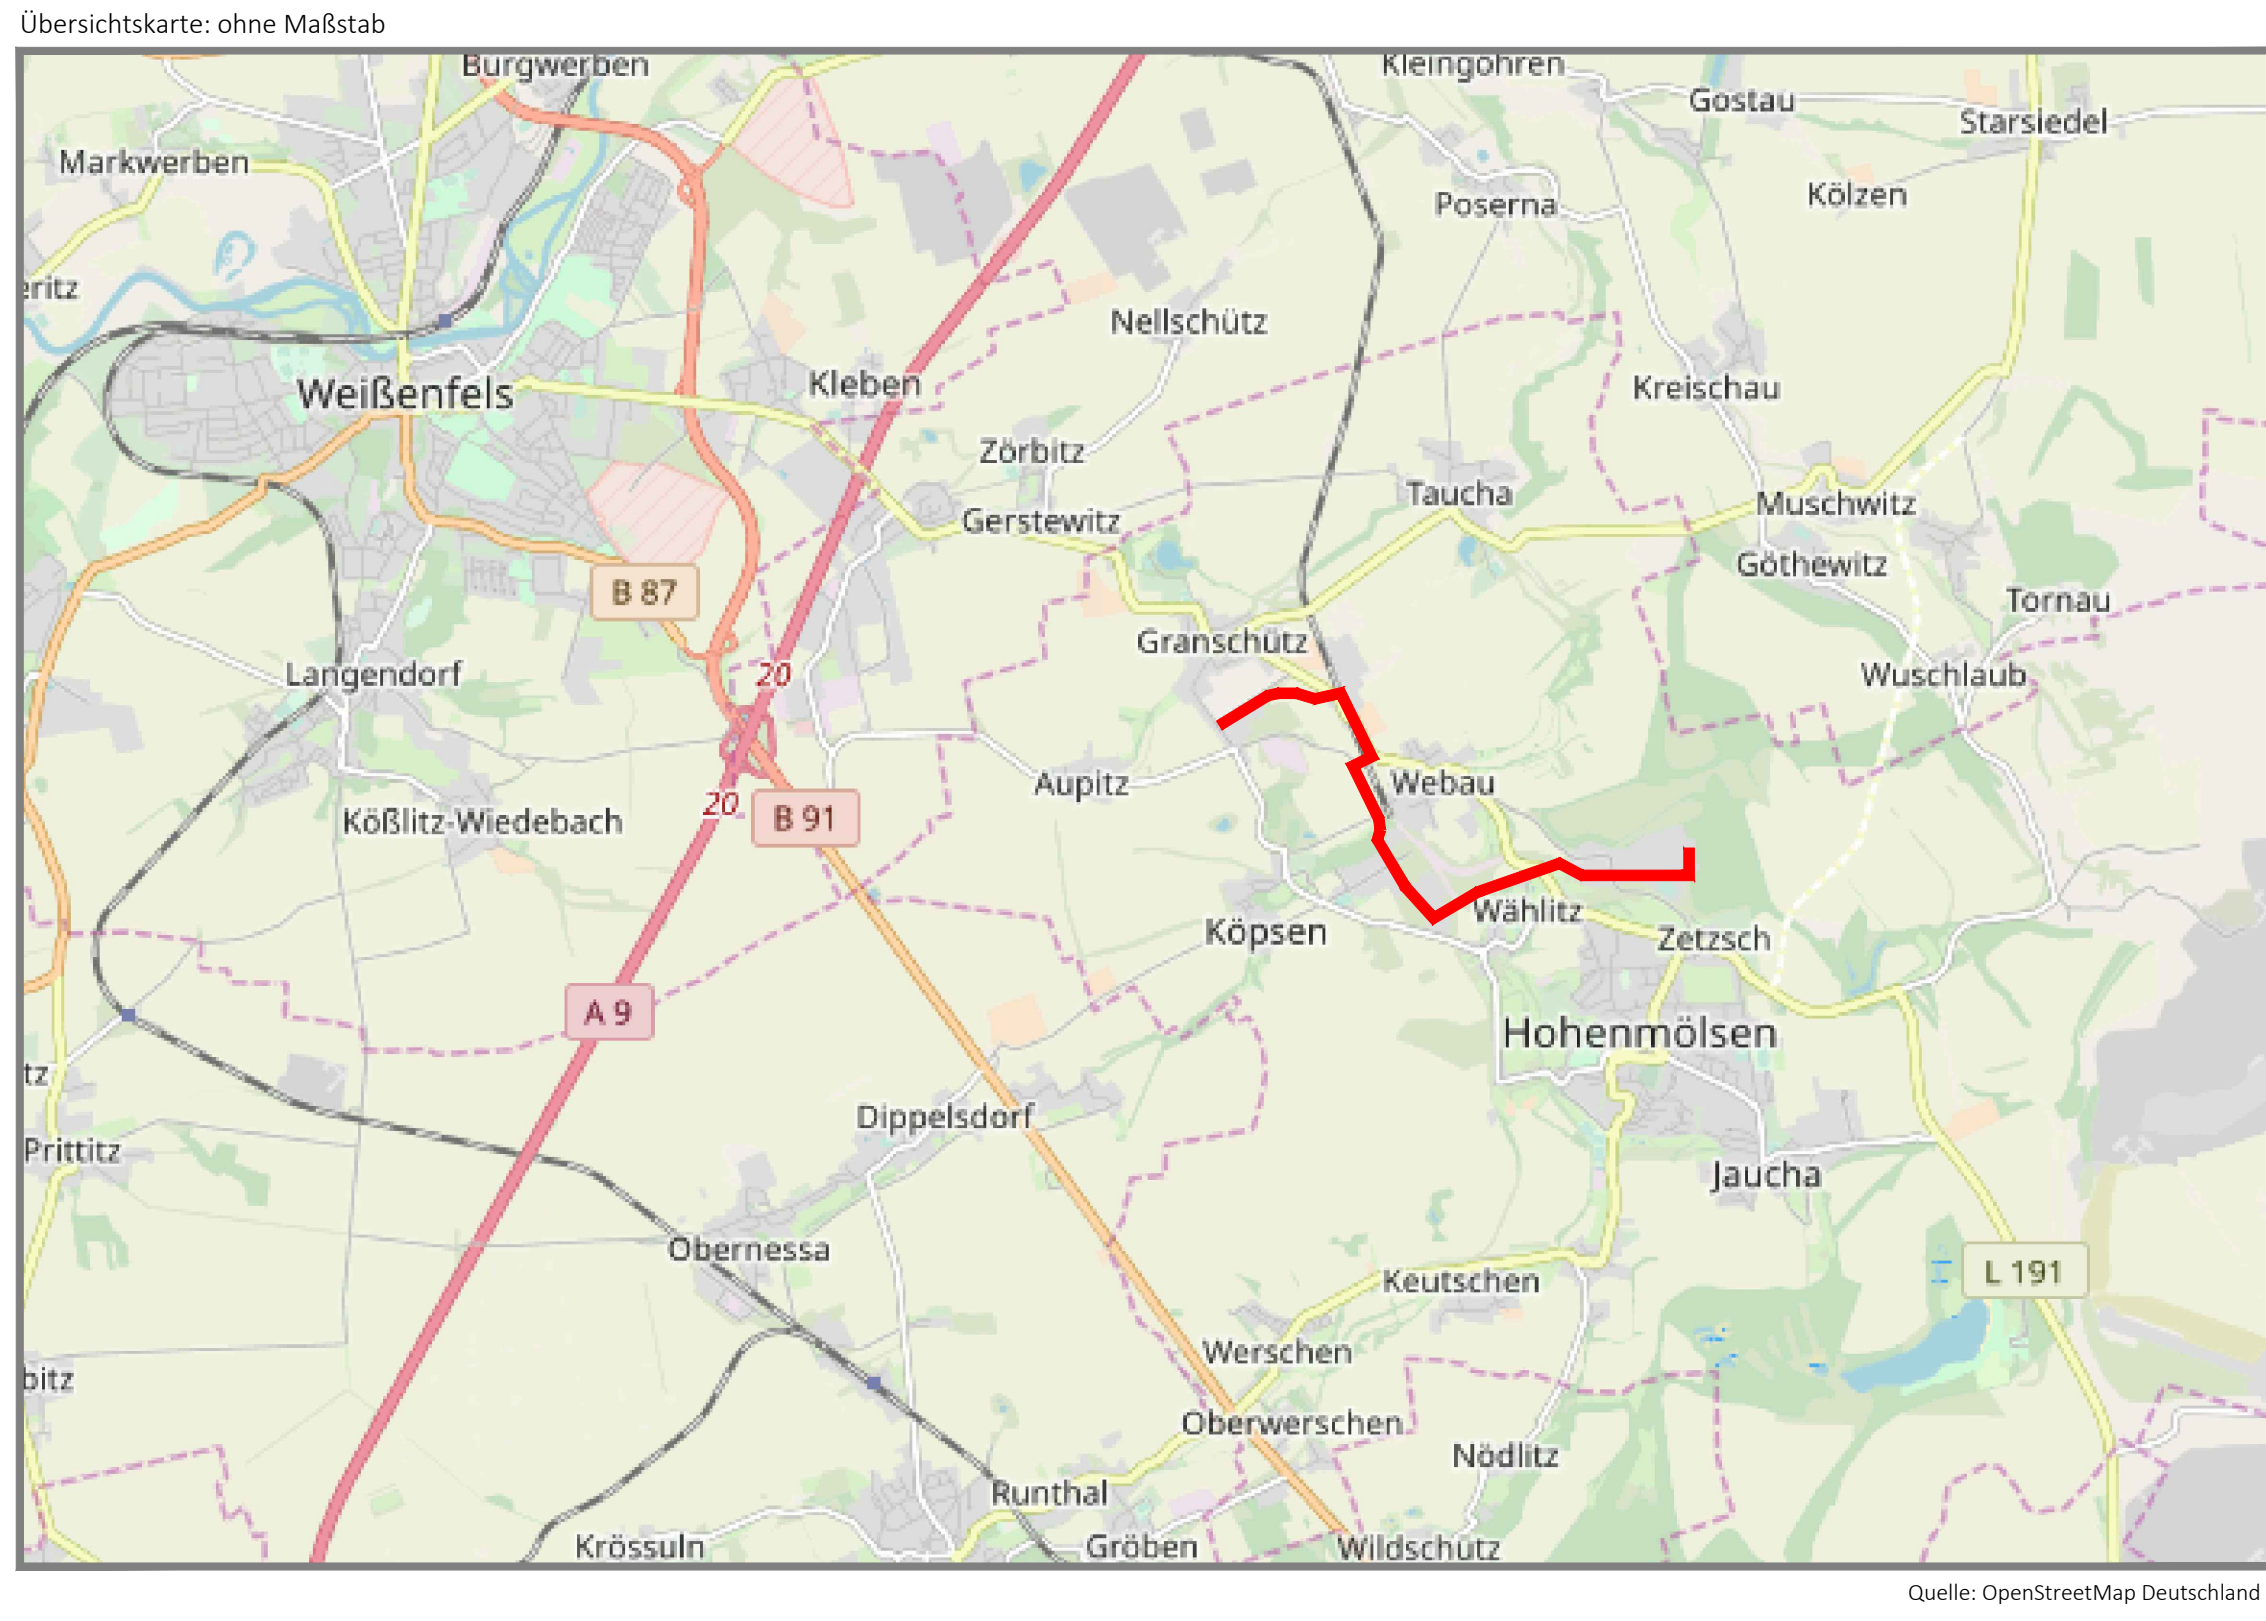 Übersichtskarte: ohne Maßstab
Burgwerben
Kleingöhren
Gostau
Starsiedel
Markwerben
Kölzen
Poserna
eritz
Nellschütz
Kleben
Kreischau
Weißenfels
Zörbitz
Taucha
Muschwitz
Gerstewitz
Göthewitz
B 87
Tornau
Granschütz
Langendorf
20
Wuschlaub
Aupitz
Webau
20
B 91
Kößlitz-Wiedebach
Wählitz
Köpsen
Zetzsch
A 9
Hohenmölsen
tz
Dippelsdorf
Prittitz
Jaucha
Obernessa
L 191
Keutschen
Werschen
bitz
Oberwerschen
Nödlitz
Runthal
Krössuln
Gröben
Wildschütz
Quelle: OpenStreetMap Deutschland